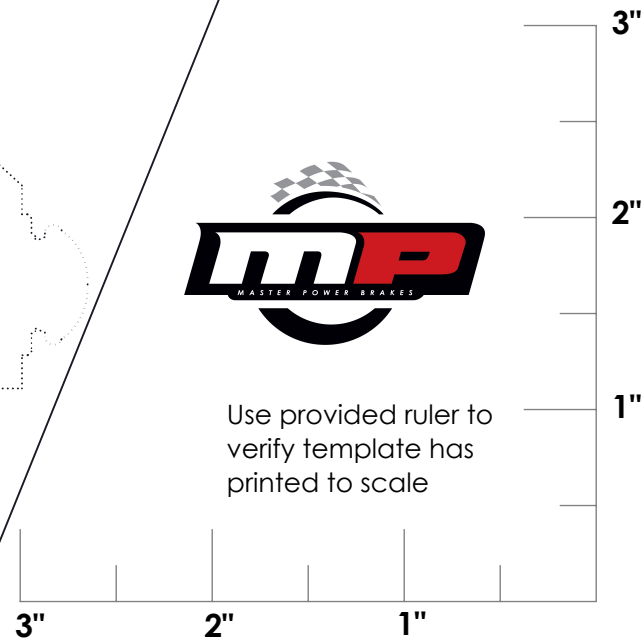 3"
2"
mp
MASTER POWER BRAKES
1"
Use provided ruler to
verify template has
printed to scale
3"
2"
1"